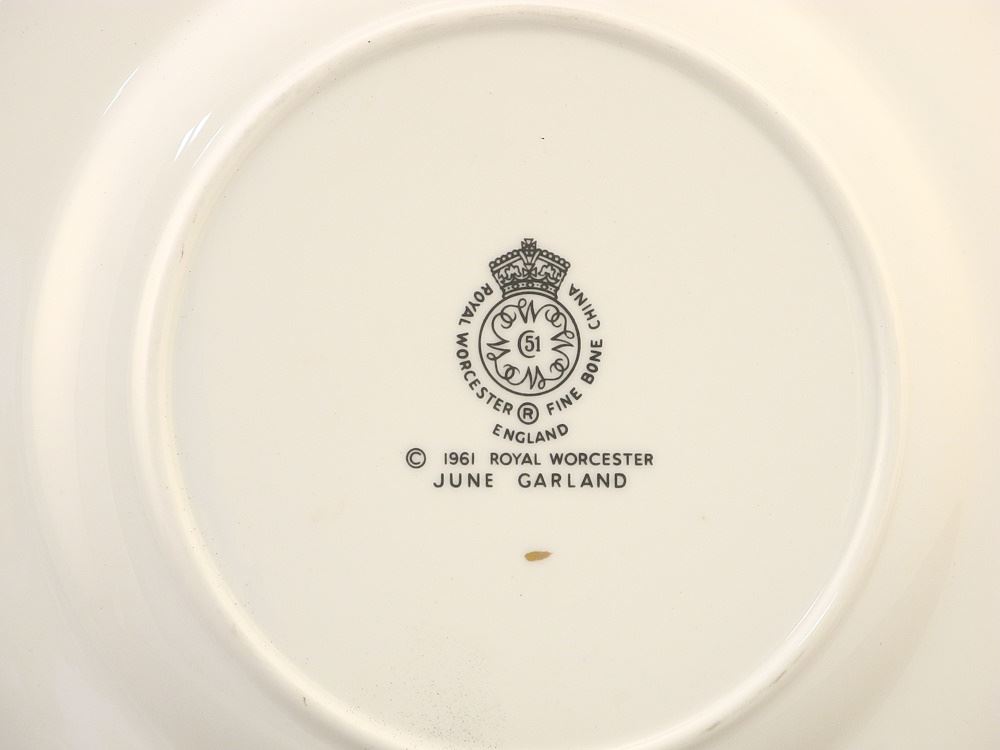 ROYAL WORCESTER ® FINE BONE CHINA
51
ENGLAND
© 1961 ROYAL WORCESTER
JUNE GARLAND